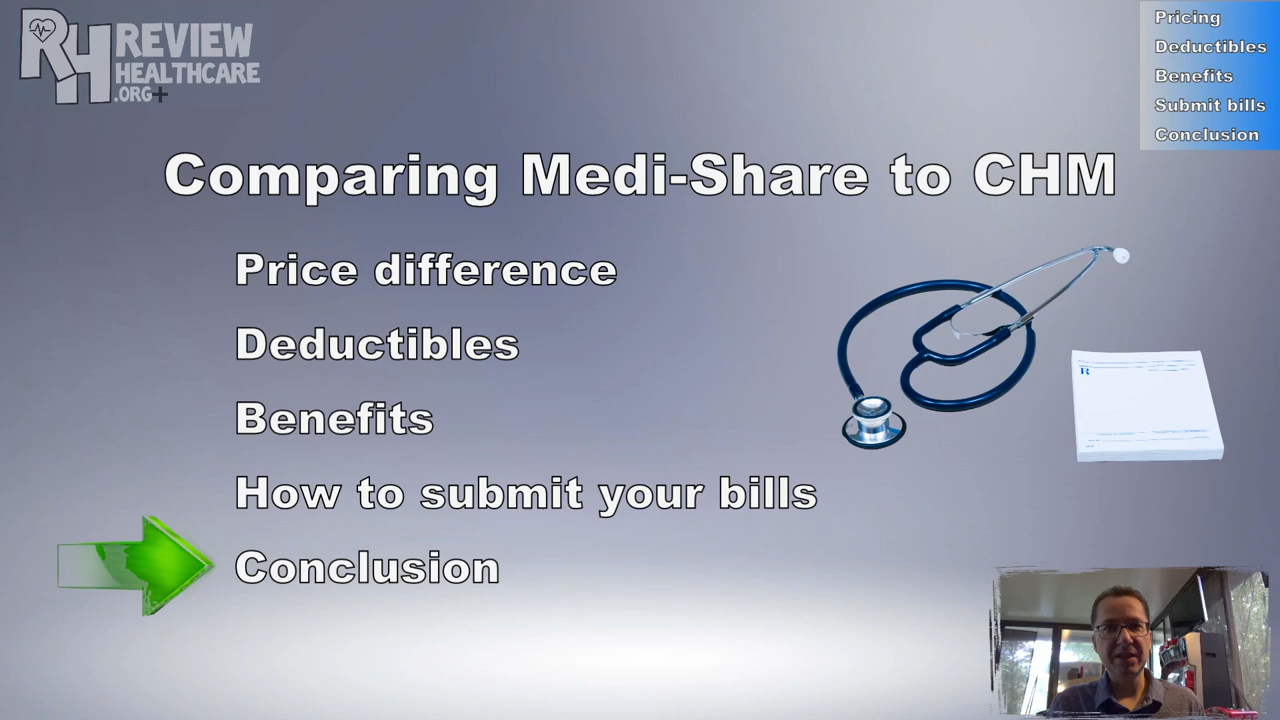 REVIEW
HEALTHCARE
.ORG+
Pricing
Deductibles
Benefits
Submit bills
Conclusion
Comparing Medi-Share to CHM
Price difference
Deductibles
Benefits
How to submit your bills
Conclusion
RH
R